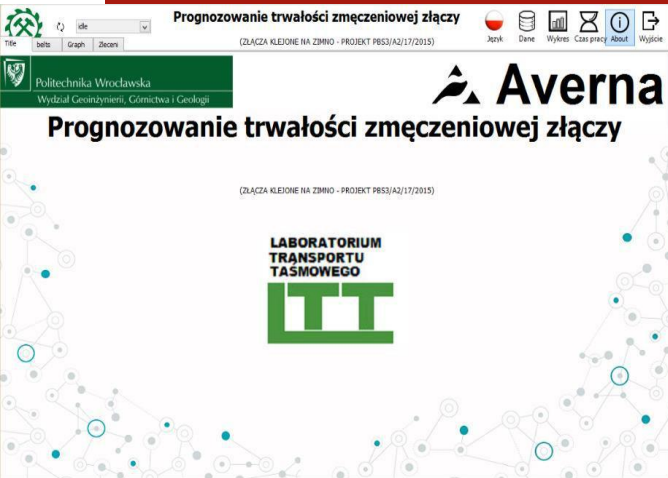 idle
Prognozowanie trwałości zmęczeniowej złączy
(ZŁĄCZA KLEJONE NA ZIMNO - PROJEKT PBS3/A2/17/2015)
Język Dane Wykres Czas pracy About Wyjście
Title belts Graph Zleceni
Politechnika Wrocławska
Wydział Geoinżynierii, Górnictwa i Geologii
Averna
Prognozowanie trwałości zmęczeniowej złączy
(ZŁĄCZA KLEJONE NA ZIMNO - PROJEKT PBS3/A2/17/2015)
LABORATORIUM
TRANSPORTU
TAŚMOWEGO
LTT